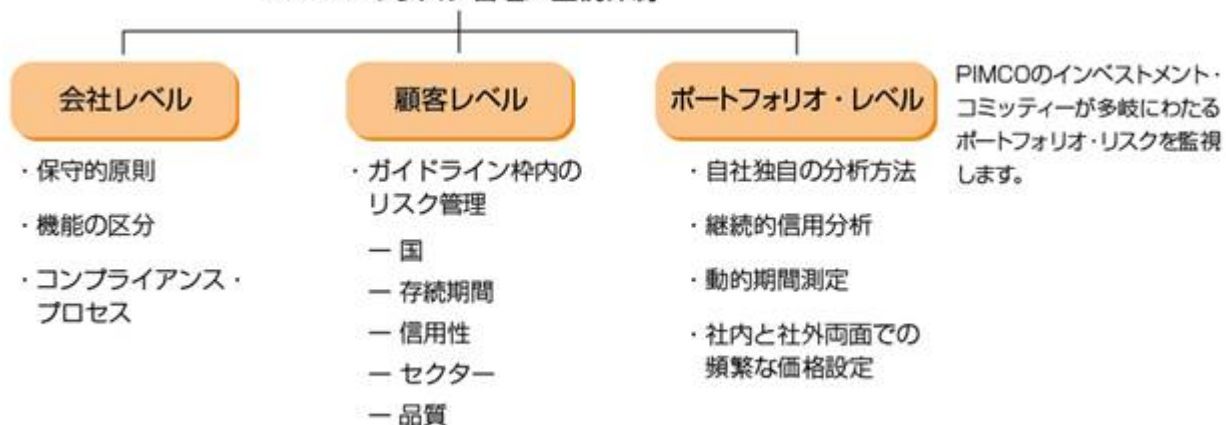 会社レベル
・保守的原則
・機能の区分
・コンプライアンス・
プロセス
顧客レベル
・ガイドライン枠内の
リスク管理
ー 国
ー 存続期間
ー 信用性
ー セクター
ー 品質
ポートフォリオ・レベル
・自社独自の分析方法
・継続的信用分析
・動的期間測定
・社内と社外両面での
頻繁な価格設定
PIMCOのインベストメント・
コミッティーが多岐にわたる
ポートフォリオ・リスクを監視
します。